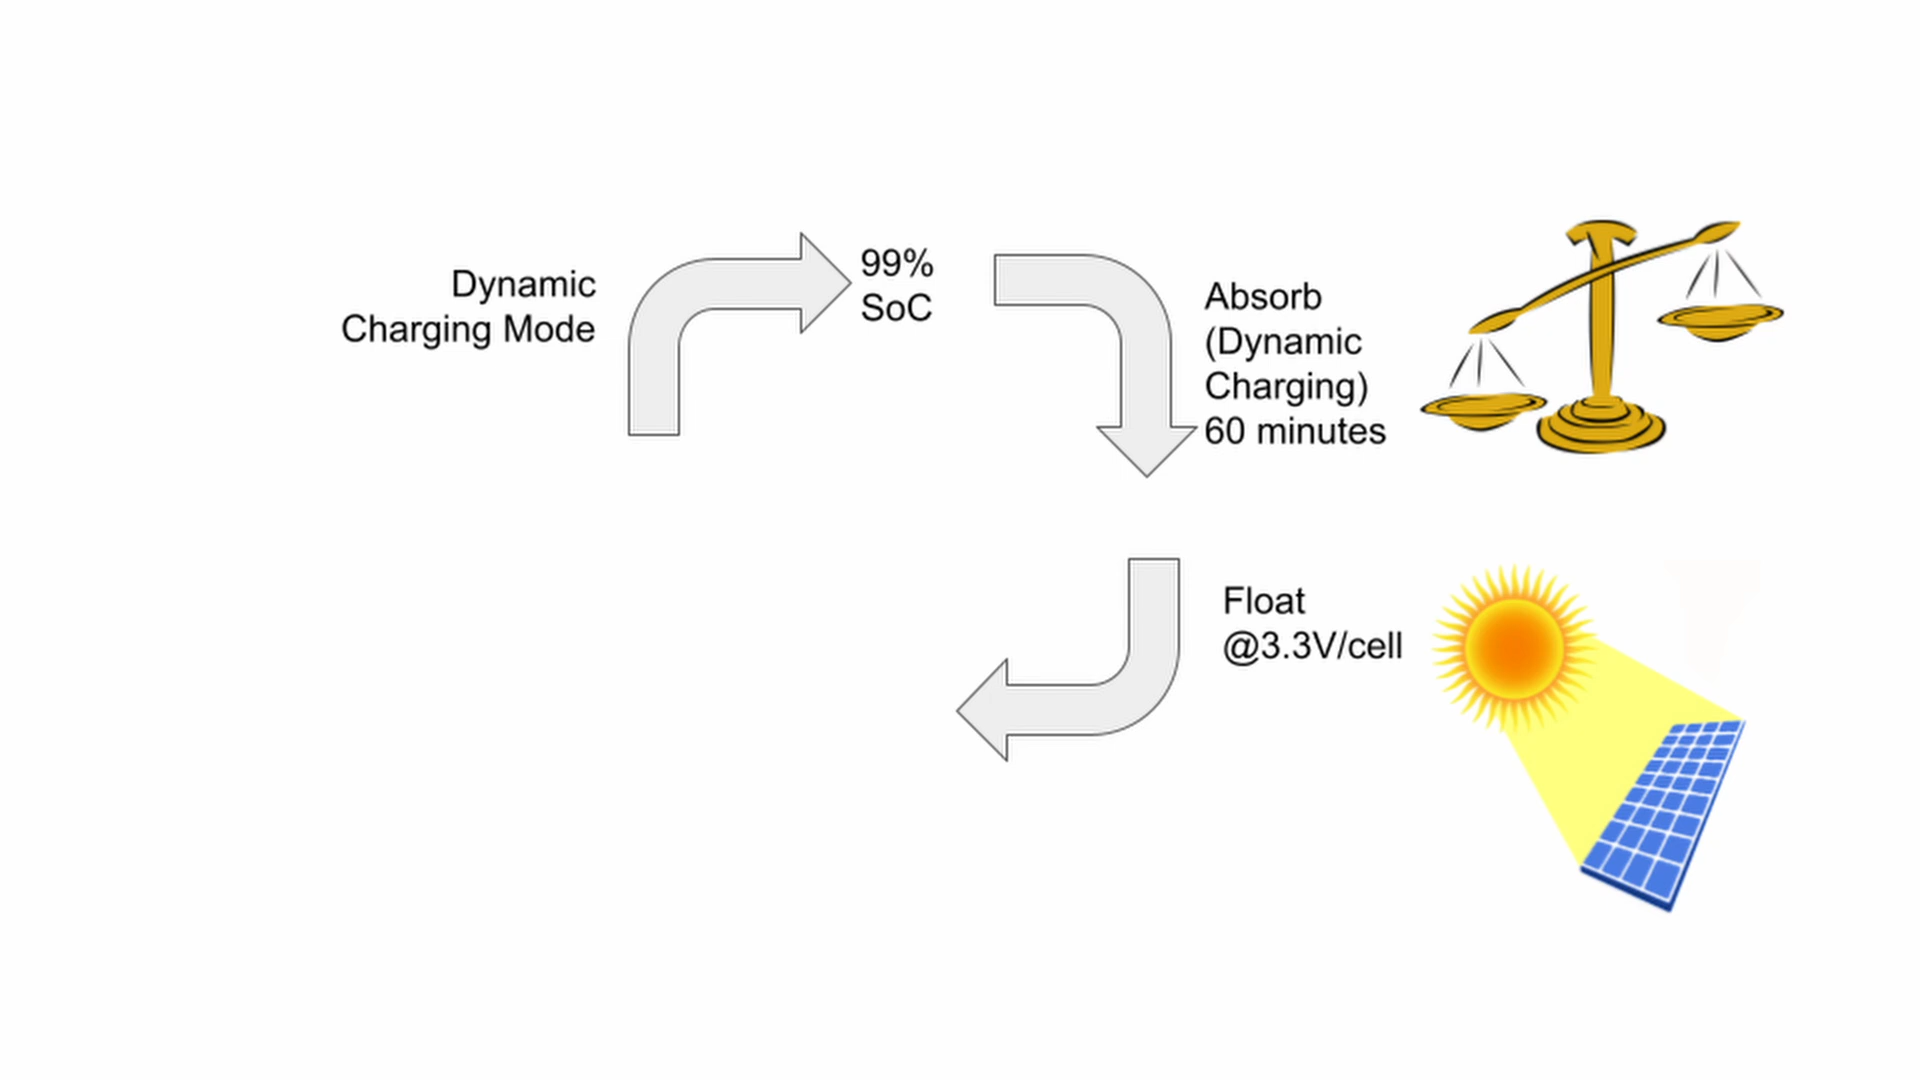 Dynamic
Charging Mode
99%
SoC
Absorb
(Dynamic
Charging)
60 minutes
Float
@3.3V/cell